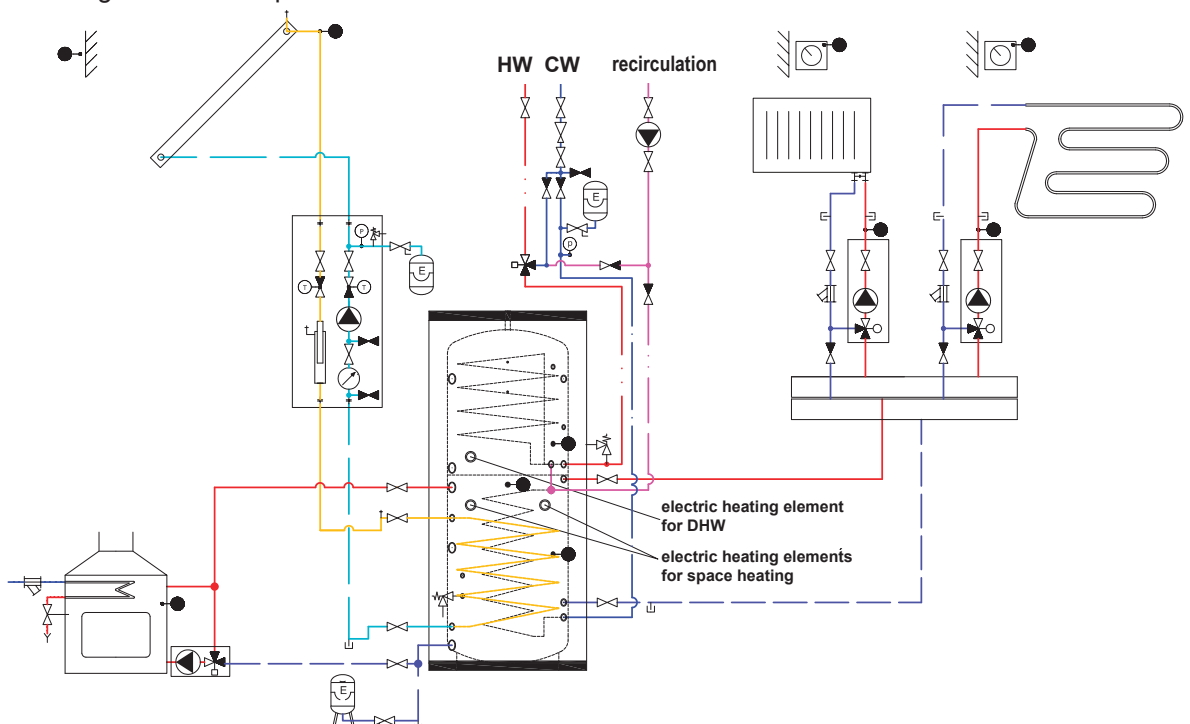 HW CW recirculation
E
P
p
E
T T
electric heating element
for DHW
electric heating elements
for space heating
E